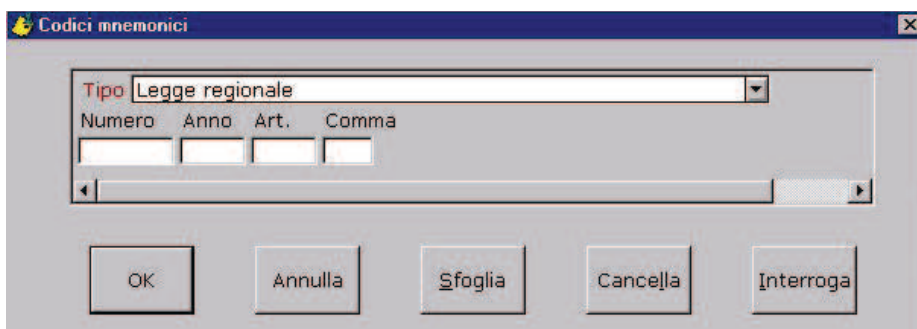 Codici mnemonici
Tipo Legge regionale
Numero Anno Art. Comma
OK Annulla Sfoglia Cancella Interroga